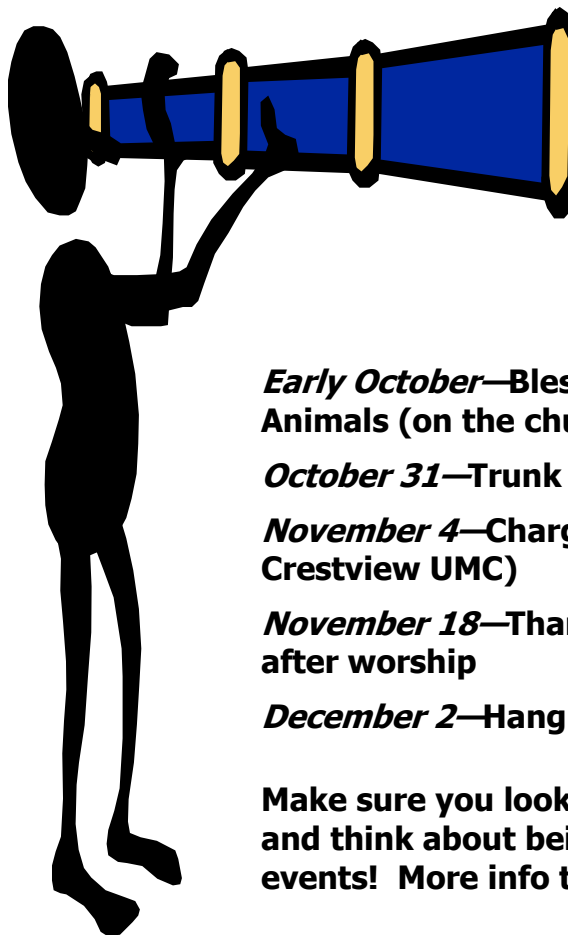 Early October—Bles
Animals (on the chu
October 31—Trunk
November 4—Charg
Crestview UMC)
November 18—Than
after worship
December 2—Hang
Make sure you look
and think about bei
events!  More info t